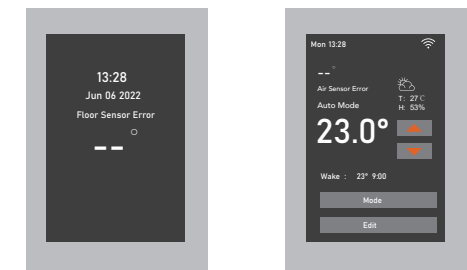 13:28
Jun 06 2022
Floor Sensor Error
--°
Mon 13:28
--°
Air Sensor Error
Auto Mode
T: 27 C
H: 53%
23.0°
Wake : 23° 9:00
Mode
Edit